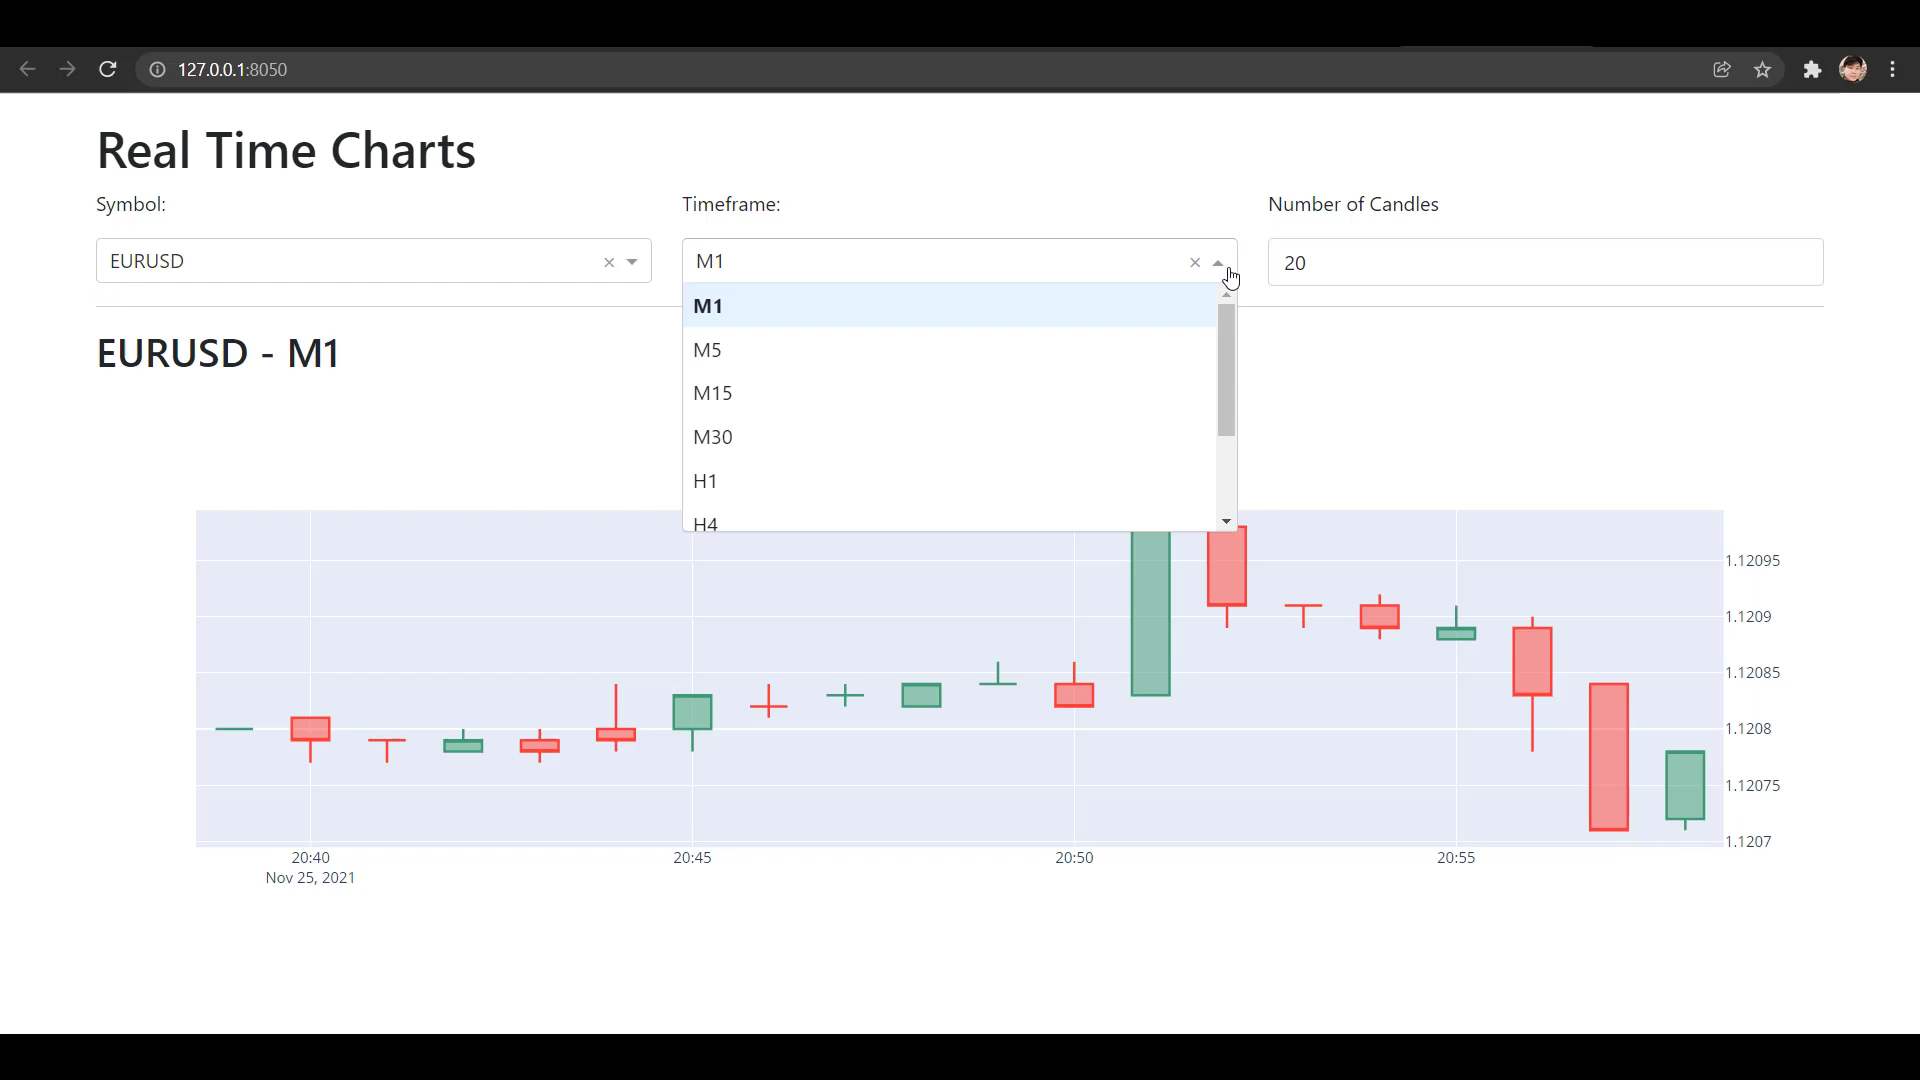 127.0.0.1:8050
Real Time Charts
Symbol:
Timeframe:
Number of Candles
EURUSD
M1
20
M1
M5
M15
M30
H1
H4
EURUSD - M1
1.12095
1.1209
1.12085
1.1208
1.12075
1.1207
20:40
20:45
20:50
20:55
Nov 25, 2021